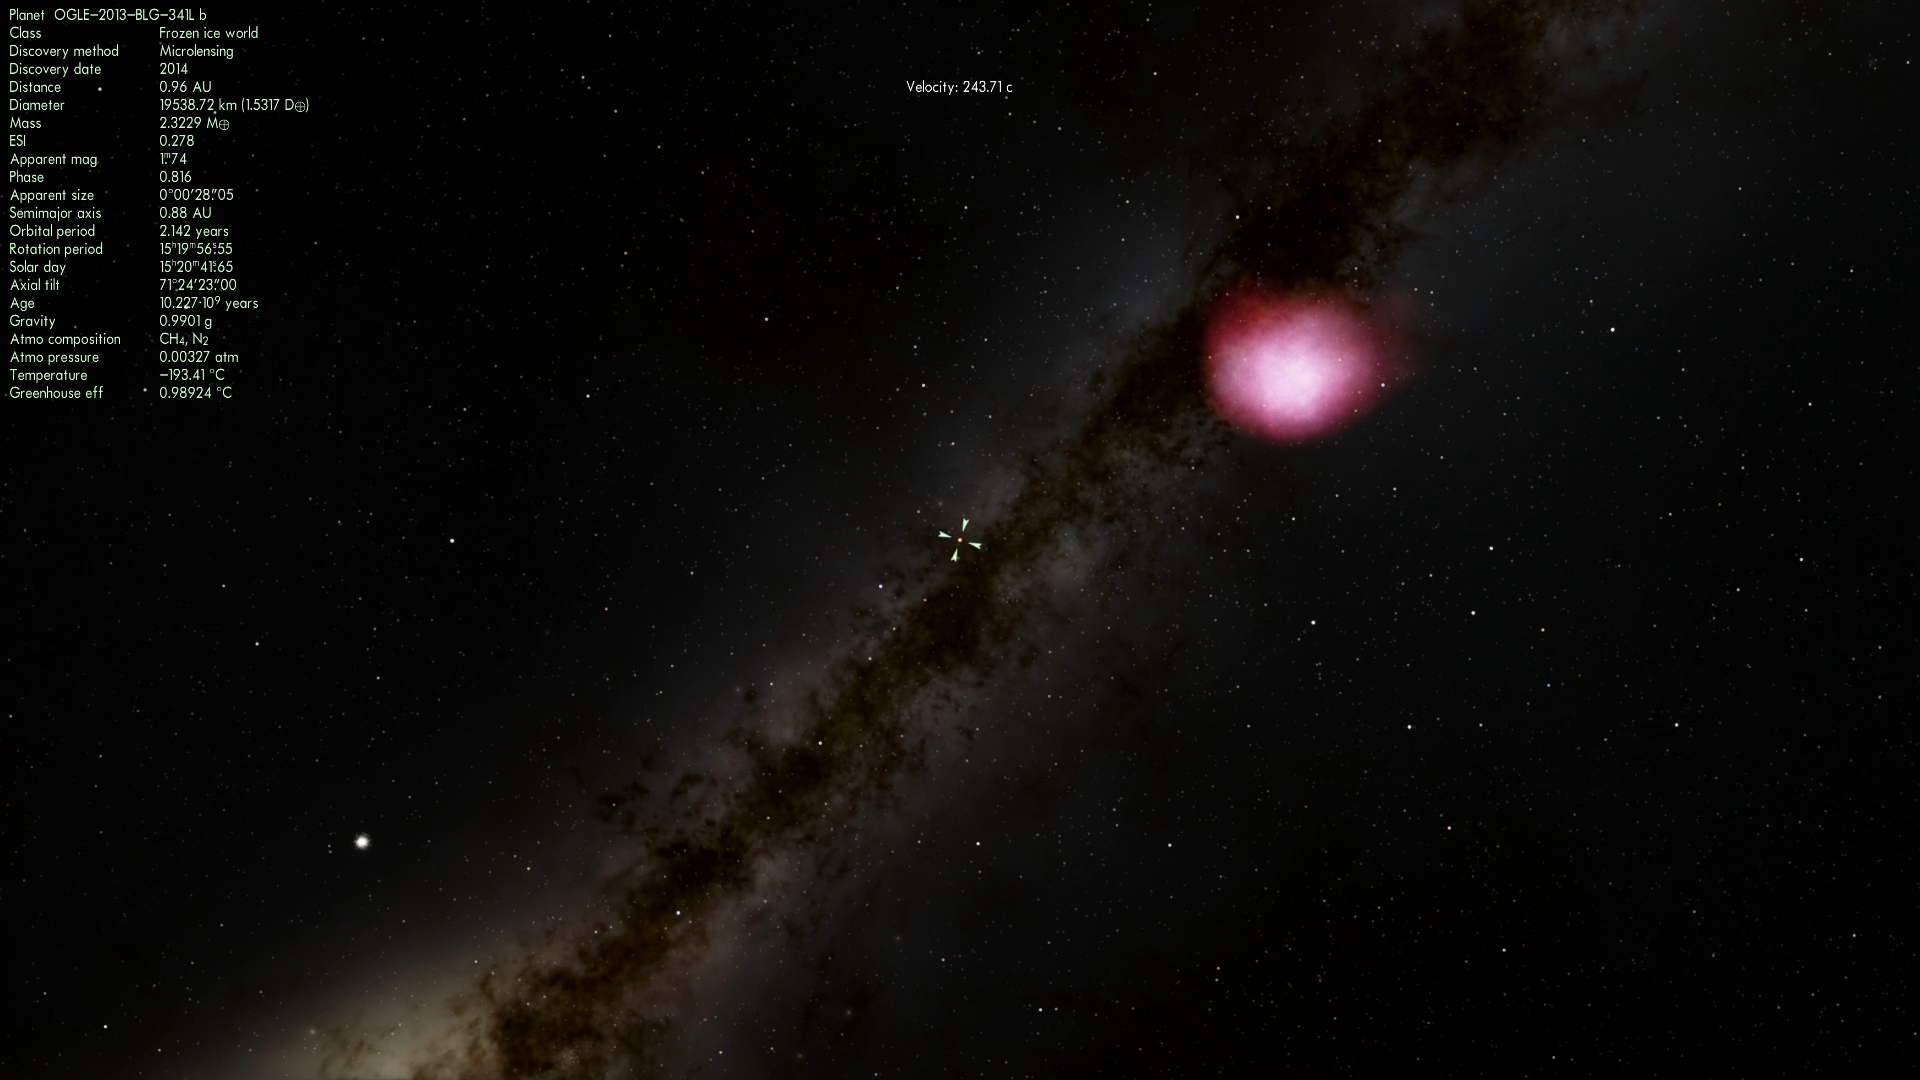 Planet OGLE–2013–BLG–341L b
Class Frozen ice world
Discovery method Microlensing
Discovery date 2014
Distance 0.96 AU
Diameter 19538.72 km (1.5317 D⊕)
Mass 2.3229 M⊕
ESI 0.278
Apparent mag 1ᵐ.74
Phase 0.816
Apparent size 0°00′28.″05
Semimajor axis 0.88 AU
Orbital period 2.142 years
Rotation period 15ʰ19ᵐ56ˢ.55
Solar day 15ʰ20ᵐ41ˢ.65
Axial tilt 71°24′23.″00
Age 10.227·10⁹ years
Gravity 0.9901 g
Atmo composition CH₄, N₂
Atmo pressure 0.00327 atm
Temperature –193.41 °C
Greenhouse eff 0.98924 °C
Velocity: 243.71 c